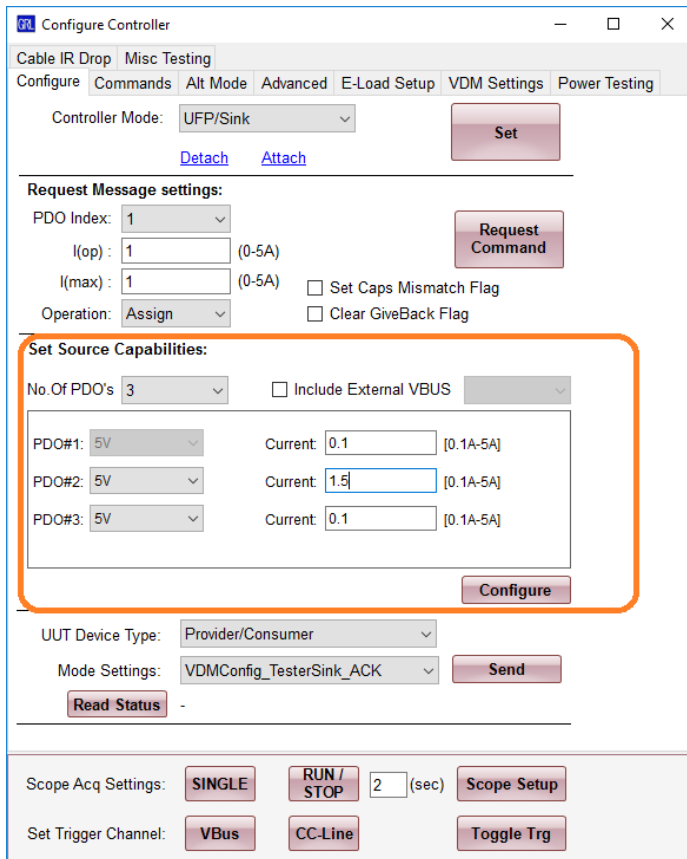 GRL Configure Controller
Cable IR Drop Misc Testing
Configure Commands Alt Mode Advanced E-Load Setup VDM Settings Power Testing
Controller Mode: UFP/Sink Set
Detach Attach
Request Message settings:
PDO Index: 1 Request Command
I(op) : 1 (0-5A)
I(max) : 1 (0-5A) Set Caps Mismatch Flag
Operation: Assign Clear GiveBack Flag
Set Source Capabilities:
No.Of PDO's 3 Include External VBUS
PDO#1: 5V Current: 0.1 [0.1A-5A]
PDO#2: 5V Current: 1.5 [0.1A-5A]
PDO#3: 5V Current: 0.1 [0.1A-5A]
Configure
UUT Device Type: Provider/Consumer
Mode Settings: VDMConfig_TesterSink_ACK Send
Read Status -
Scope Acq Settings: SINGLE RUN / STOP 2 (sec) Scope Setup
Set Trigger Channel: VBus CC-Line Toggle Trg